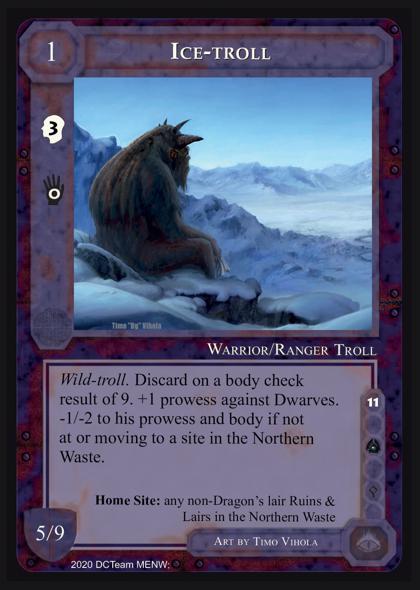 1
ICE-TROLL
3
0
Timo "Ug" Vihola
WARRIOR/RANGER TROLL
Wild-troll. Discard on a body check
result of 9. +1 prowess against Dwarves.
-1/-2 to his prowess and body if not
at or moving to a site in the Northern
Waste.
11
Home Site: any non-Dragon's lair Ruins &
Lairs in the Northern Waste
5/9
ART BY TIMO VIHOLA
2020 DCTeam MENW: